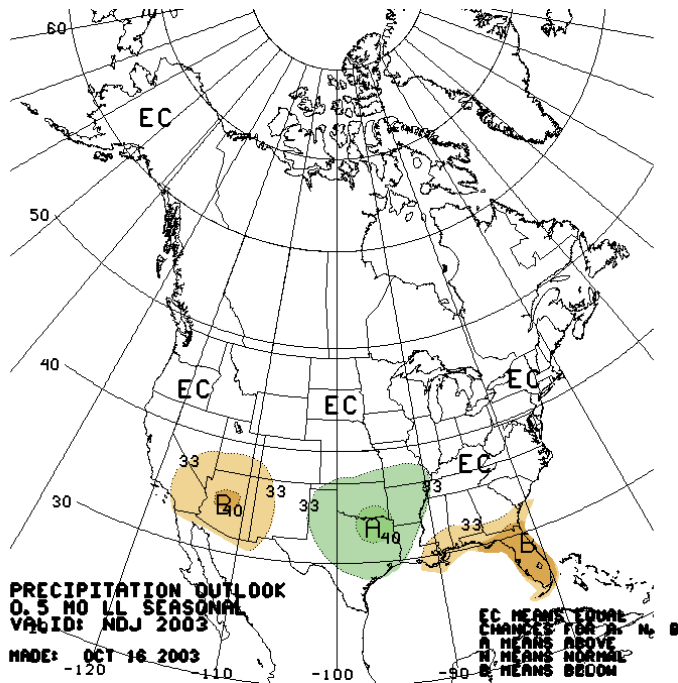 60
EC
50
40
EC
EC
EC
EC
33
33
33
33
33
B
40
A
40
B
30
PRECIPITATION OUTLOOK
0.5 MO LL SEASONAL
VALID: NDJ 2003
MADE: OCT 16 2003
-120
-110
-100
-90
EC MEANS EQUAL
CHANCES FOR A, N, B
A MEANS ABOVE
N MEANS NORMAL
B MEANS BELOW